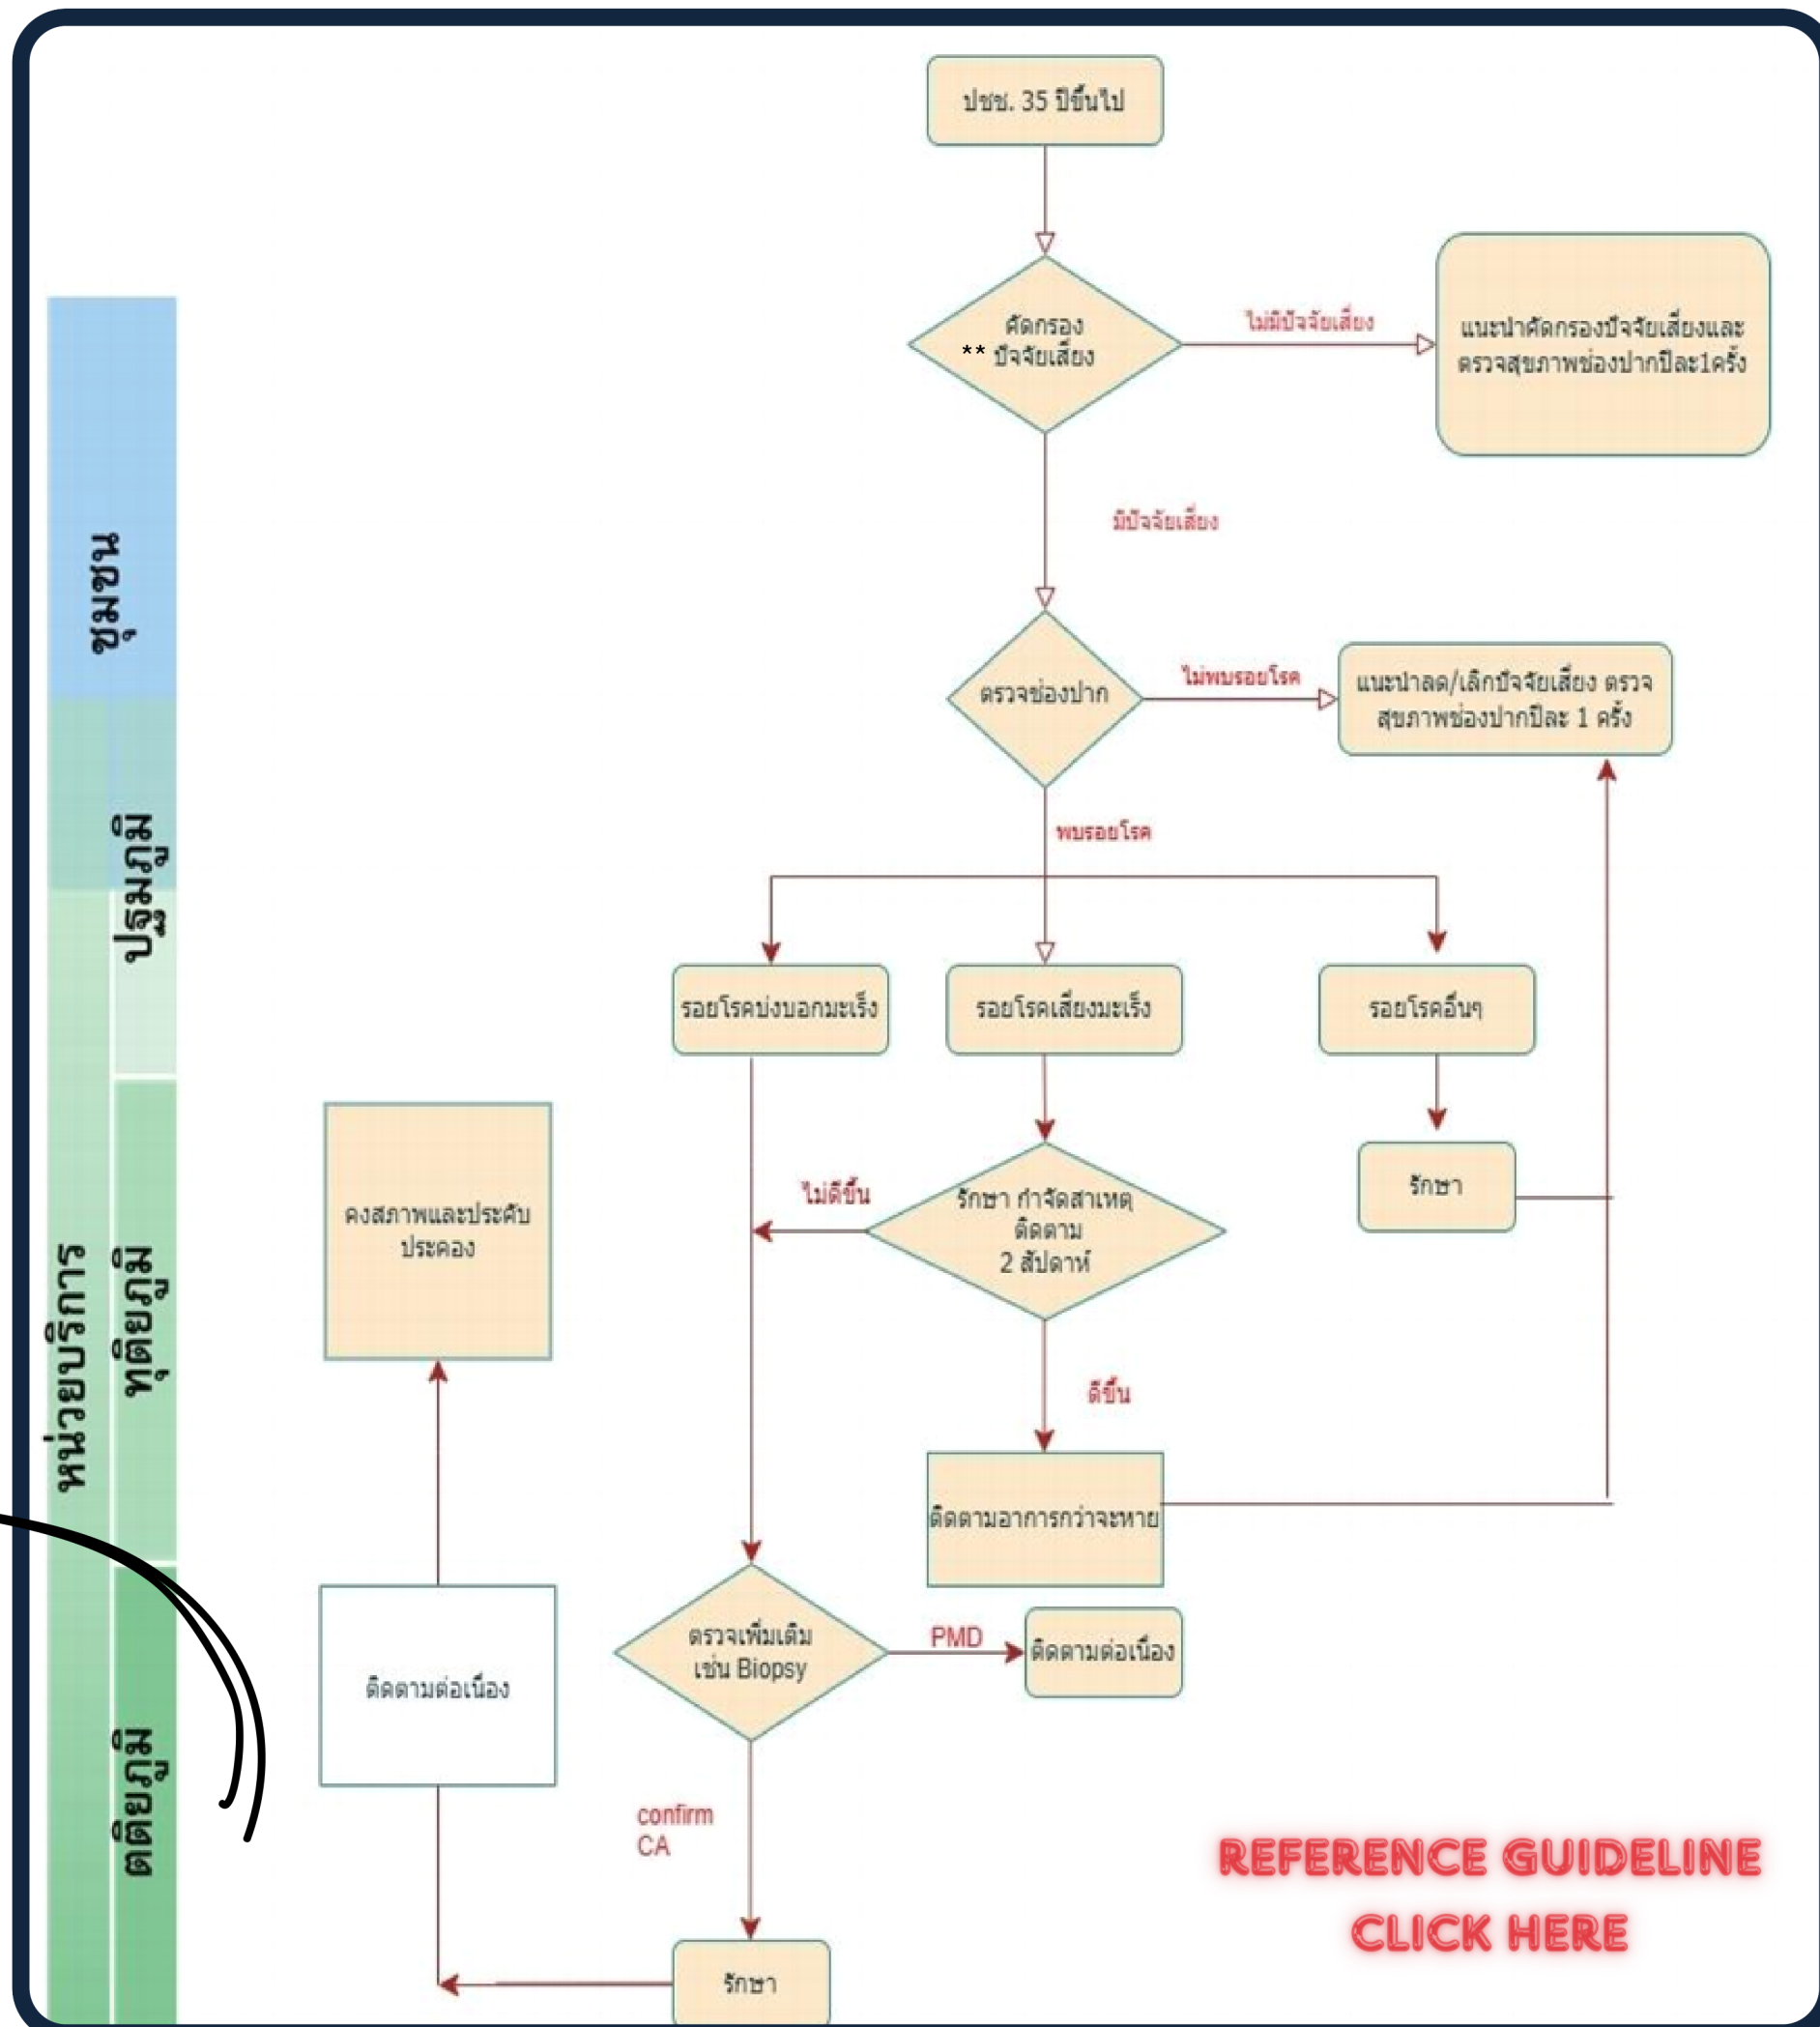 ปชช. 35 ปีขึ้นไป
คัดกรอง
** ปัจจัยเสี่ยง
ไม่มีปัจจัยเสี่ยง
แนะนำคัดกรองปัจจัยเสี่ยงและ
ตรวจสุขภาพช่องปากปีละ1ครั้ง
มีปัจจัยเสี่ยง
ชุมชน
ตรวจช่องปาก
ไม่พบรอยโรค
แนะนำลด/เลิกปัจจัยเสี่ยง ตรวจ
สุขภาพช่องปากปีละ 1 ครั้ง
พบรอยโรค
ปฐมภูมิ
รอยโรคบ่งบอกมะเร็ง
รอยโรคเสี่ยงมะเร็ง
รอยโรคอื่นๆ
หน่วยบริการ
ทุติยภูมิ
คงสภาพและประคับ
ประคอง
ไม่ดีขึ้น
รักษา กำจัดสาเหตุ
ติดตาม
2 สัปดาห์
รักษา
ดีขึ้น
ติดตามอาการกว่าจะหาย
ตติยภูมิ
ติดตามต่อเนื่อง
ตรวจเพิ่มเติม
เช่น Biopsy
PMD
ติดตามต่อเนื่อง
confirm
CA
รักษา
REFERENCE GUIDELINE
CLICK HERE